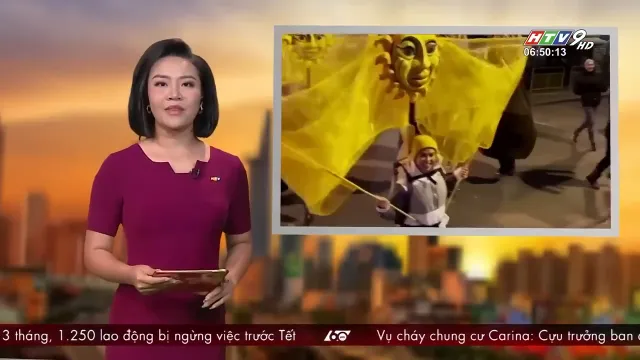 HTV9 HD
06:50:13
3 tháng, 1.250 lao động bị ngừng việc trước Tết 60 Vụ cháy chung cư Carina: Cựu trưởng ban